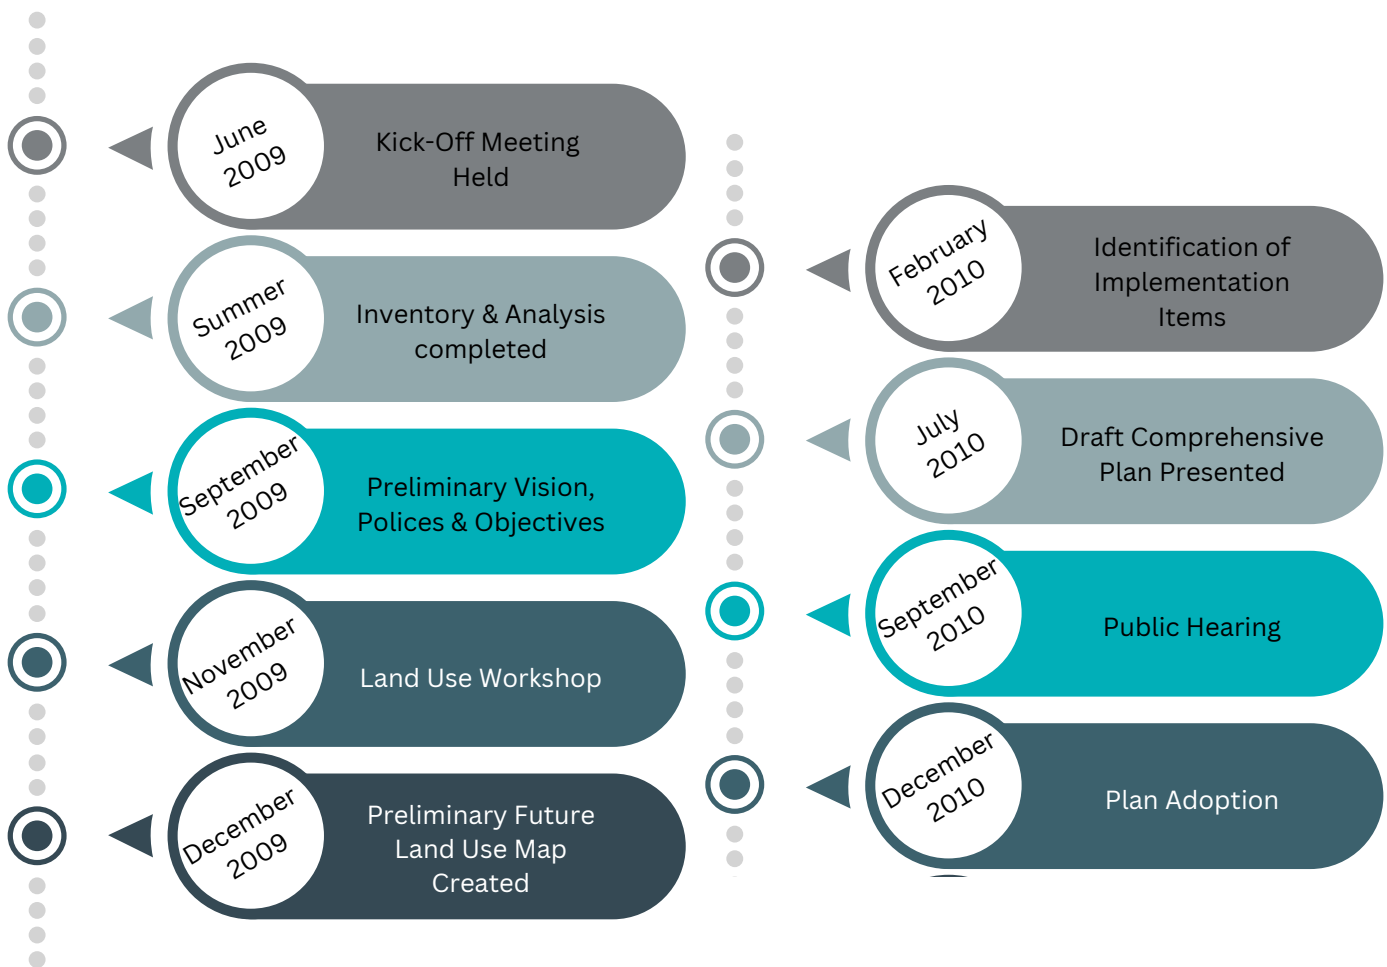 June
2009
Kick-Off Meeting
Held
Summer
2009
Inventory & Analysis
completed
September
2009
Preliminary Vision,
Polices & Objectives
November
2009
Land Use Workshop
December
2009
Preliminary Future
Land Use Map
Created
February
2010
Identification of
Implementation
Items
July
2010
Draft Comprehensive
Plan Presented
September
2010
Public Hearing
December
2010
Plan Adoption